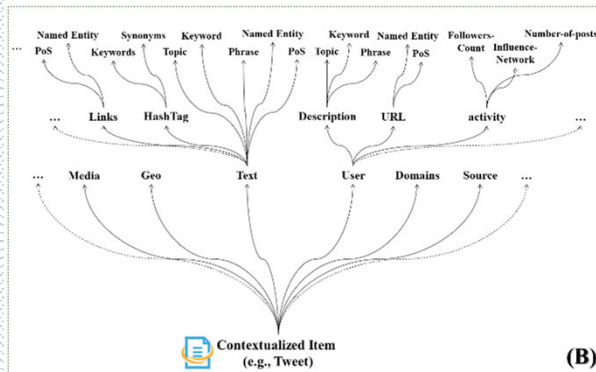 Named Entity Synonyms Keyword Named Entity Keyword Named Entity Followers-Count Number-of-posts
... PoS Keywords Topic Phrase PoS Topic Phrase PoS Influence-Network
... Links HashTag Description URL activity ...
... Media Geo Text User Domains Source ...
Contextualized Item
(e.g., Tweet)
(B)